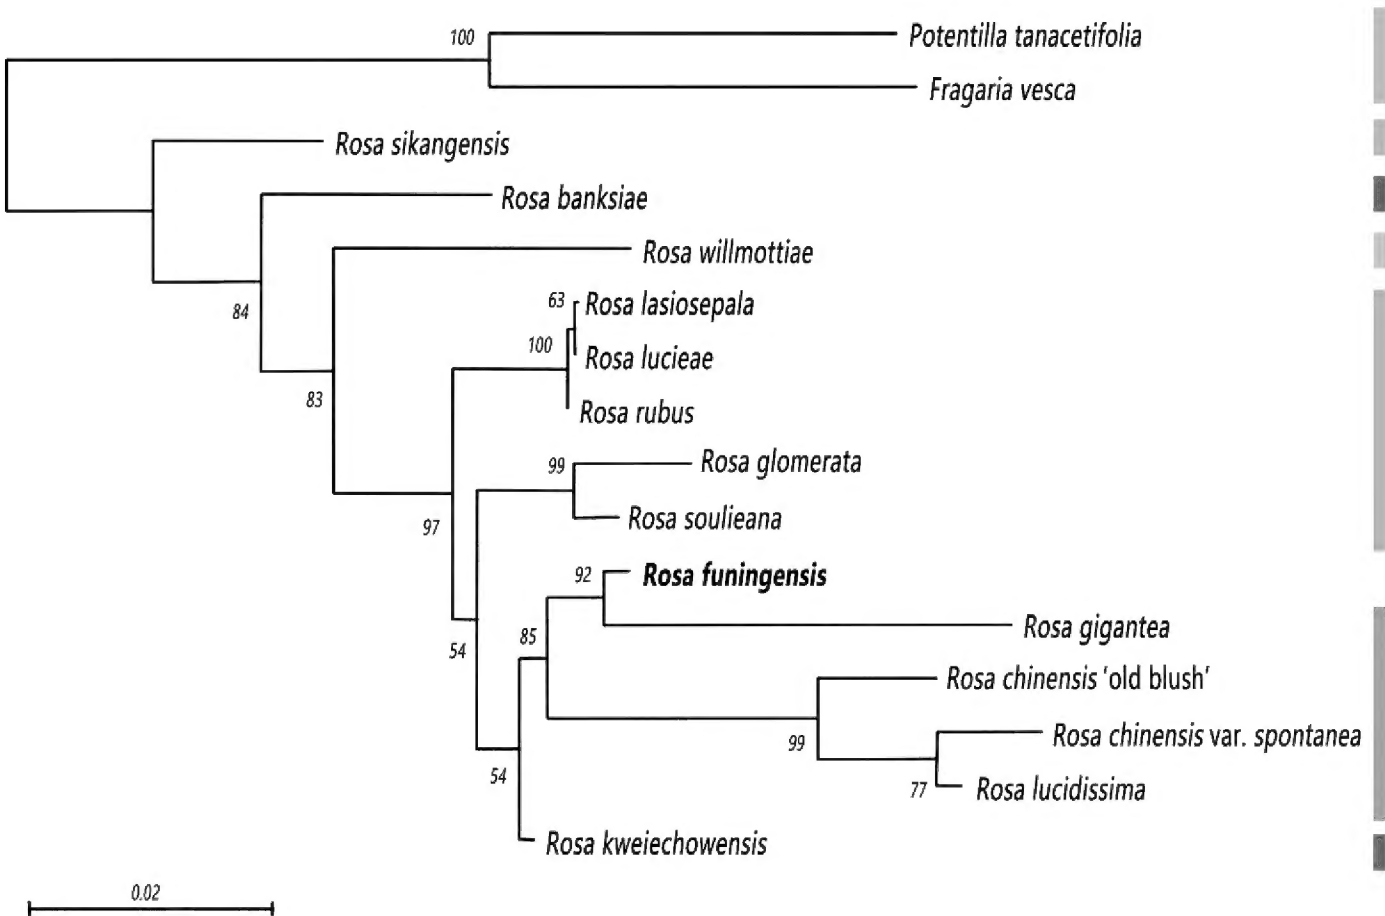 100
Potentilla tanacetifolia
Fragaria vesca
Rosa sikangensis
Rosa banksiae
84
Rosa willmottiae
83
63 Rosa lasiosepala
100 Rosa lucieae
Rosa rubus
97
99 Rosa glomerata
Rosa soulieana
54
92 Rosa funingensis
85 Rosa gigantea
Rosa chinensis 'old blush'
99
Rosa chinensis var. spontanea
54
77 Rosa lucidissima
Rosa kweiechowensis
0.02